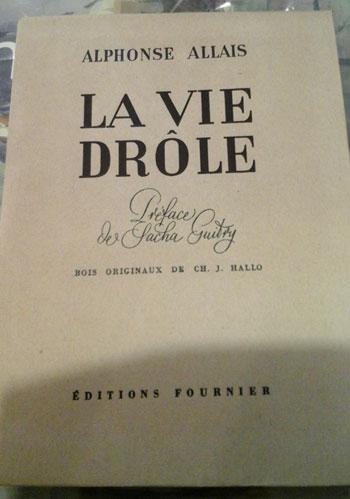 ALPHONSE ALLAIS
LA VIE
DRÔLE
Préface
de Sacha Guitry
BOIS ORIGINAUX DE CH. J. HALLO
ÉDITIONS FOURNIER